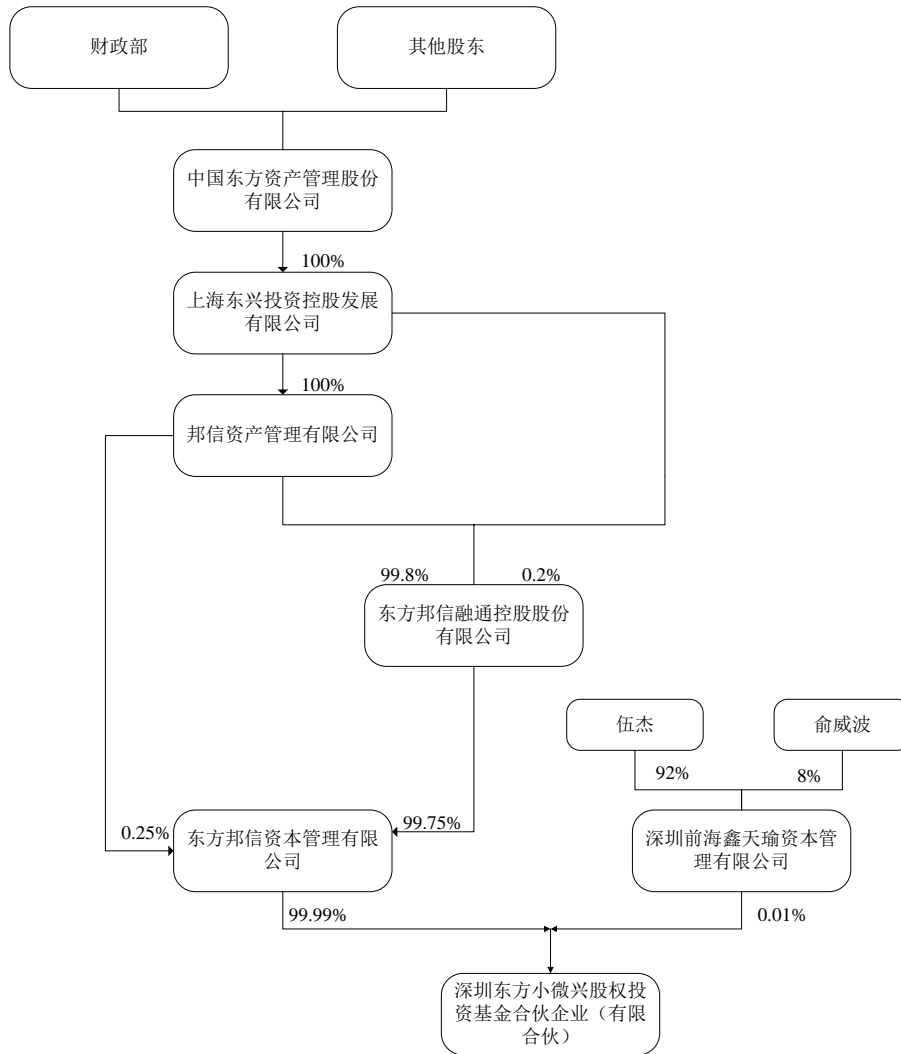 财政部
其他股东
中国东方资产管理股份
有限公司
100%
上海东兴投资控股发展
有限公司
100%
邦信资产管理有限公司
99.8%
0.2%
东方邦信融通控股股份
有限公司
伍杰
俞威波
92%
8%
0.25%
东方邦信资本管理有限
公司
99.75%
深圳前海鑫天瑜资本管
理有限公司
99.99%
0.01%
深圳东方小微兴股权投
资基金合伙企业（有限
合伙）